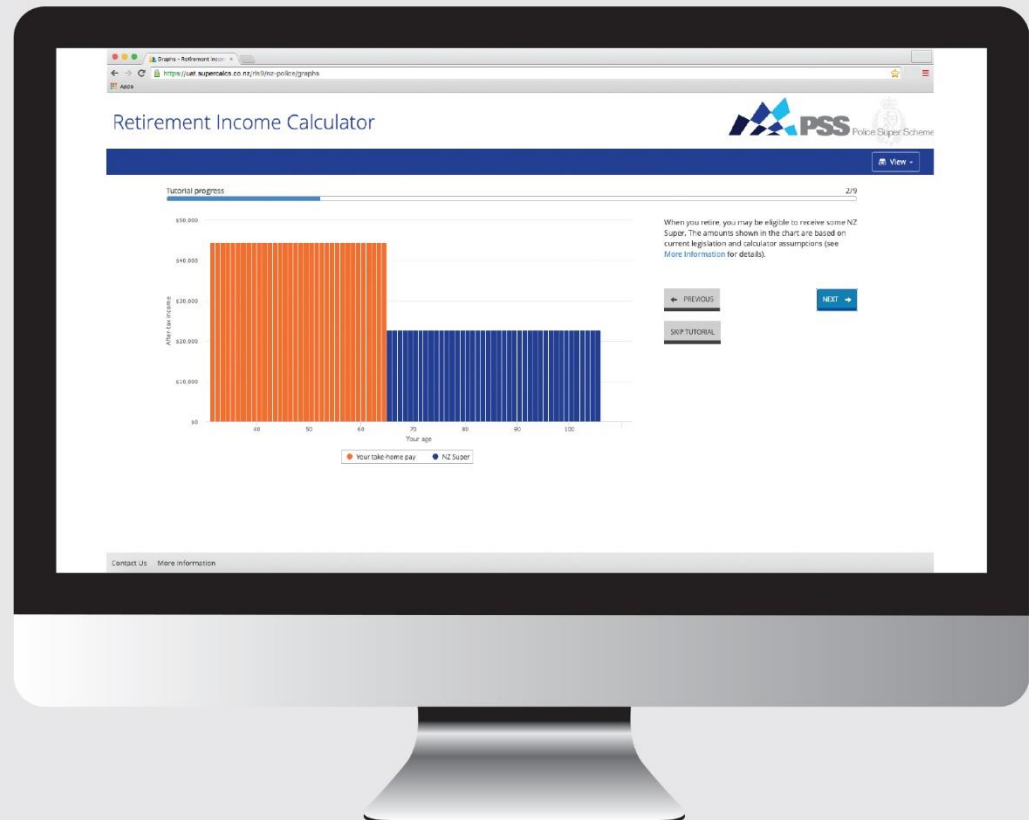 Graphs - Retirement Incom
https://uat.supercalcs.co.nz/ris9/nz-police/graphs
Apps
Retirement Income Calculator
PSS Police Super Scheme
View
Tutorial progress
2/9
$50,000
$40,000
$30,000
$20,000
$10,000
$0
After-tax income
40 50 60 70 80 90 100
Your age
Your take-home pay NZ Super
When you retire, you may be eligible to receive some NZ
Super. The amounts shown in the chart are based on
current legislation and calculator assumptions (see
More Information for details).
← PREVIOUS
NEXT →
SKIP TUTORIAL
Contact Us More information